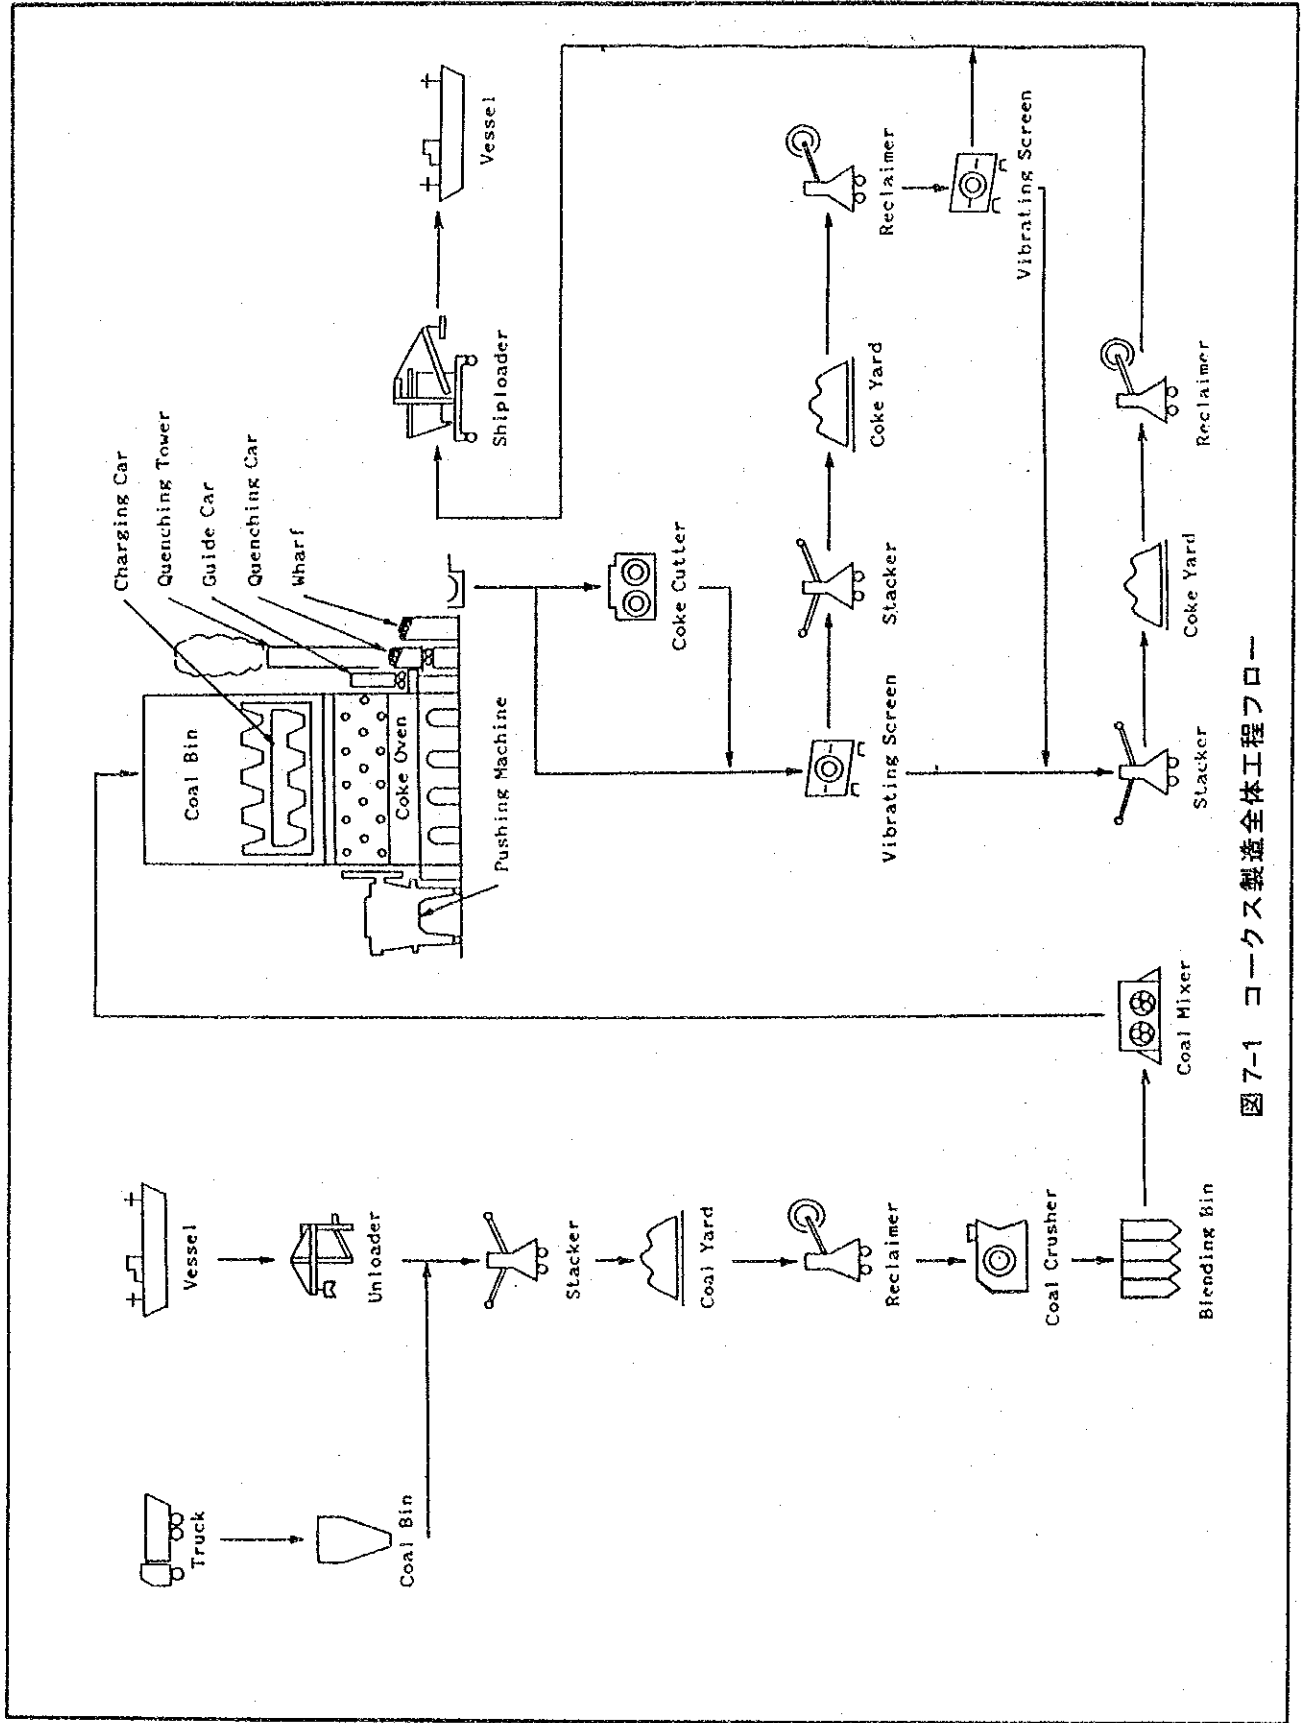 Truck
Coal Bin
Vessel
Unloader
Stacker
Coal Yard
Reclaimer
Coal Crusher
Blending Bin
Coal Mixer
Coal Bin
Coke Oven
Pushing Machine
Charging Car
Quenching Tower
Guide Car
Quenching Car
Wharf
Coke Cutter
Vibrating Screen
Stacker
Coke Yard
Reclaimer
Vibrating Screen
Stacker
Coke Yard
Reclaimer
Shiploader
Vessel
図 7-1 コークス製造全体工程フロー